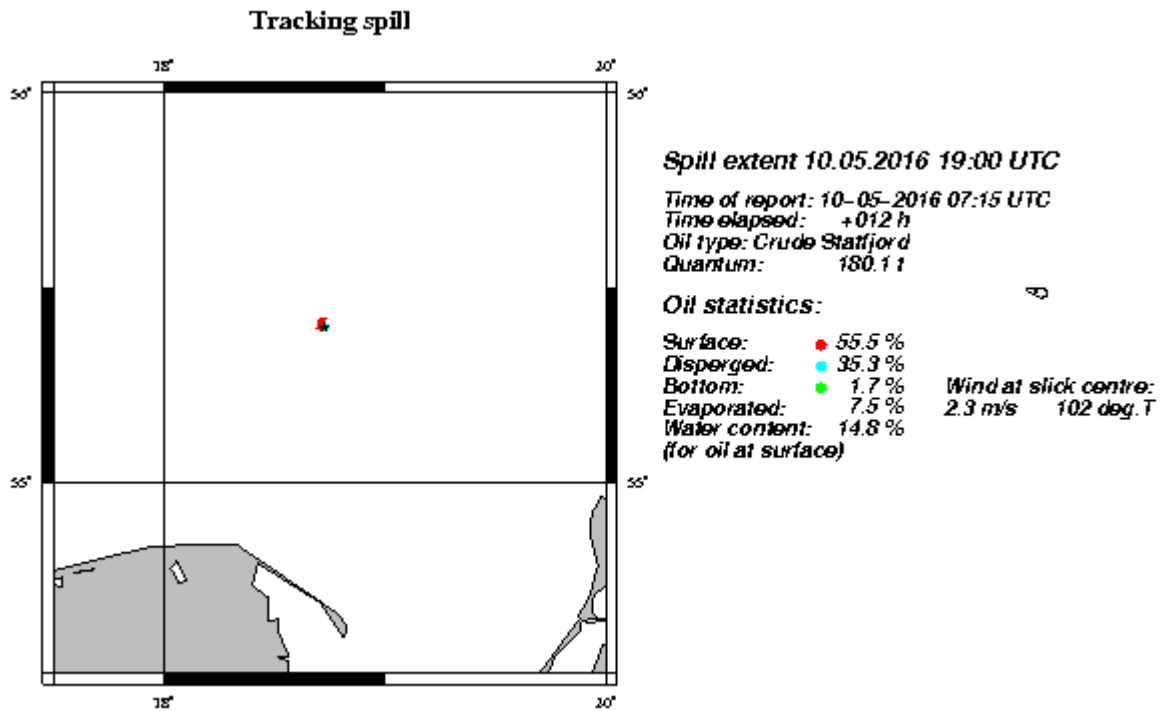 Tracking spill
18° 20°
56° 56°
Spill extent 10.05.2016 19:00 UTC
Time of report: 10-05-2016 07:15 UTC
Time elapsed: +012 h
Oil type: Crude Statfjord
Quantum: 180.1 t
Oil statistics:
Surface: 55.5 %
Disperged: 35.3 %
Bottom: 1.7 % Wind at slick centre:
Evaporated: 7.5 % 2.3 m/s 102 deg.T
Water content: 14.8 %
(for oil at surface)
55° 55°
18° 20°